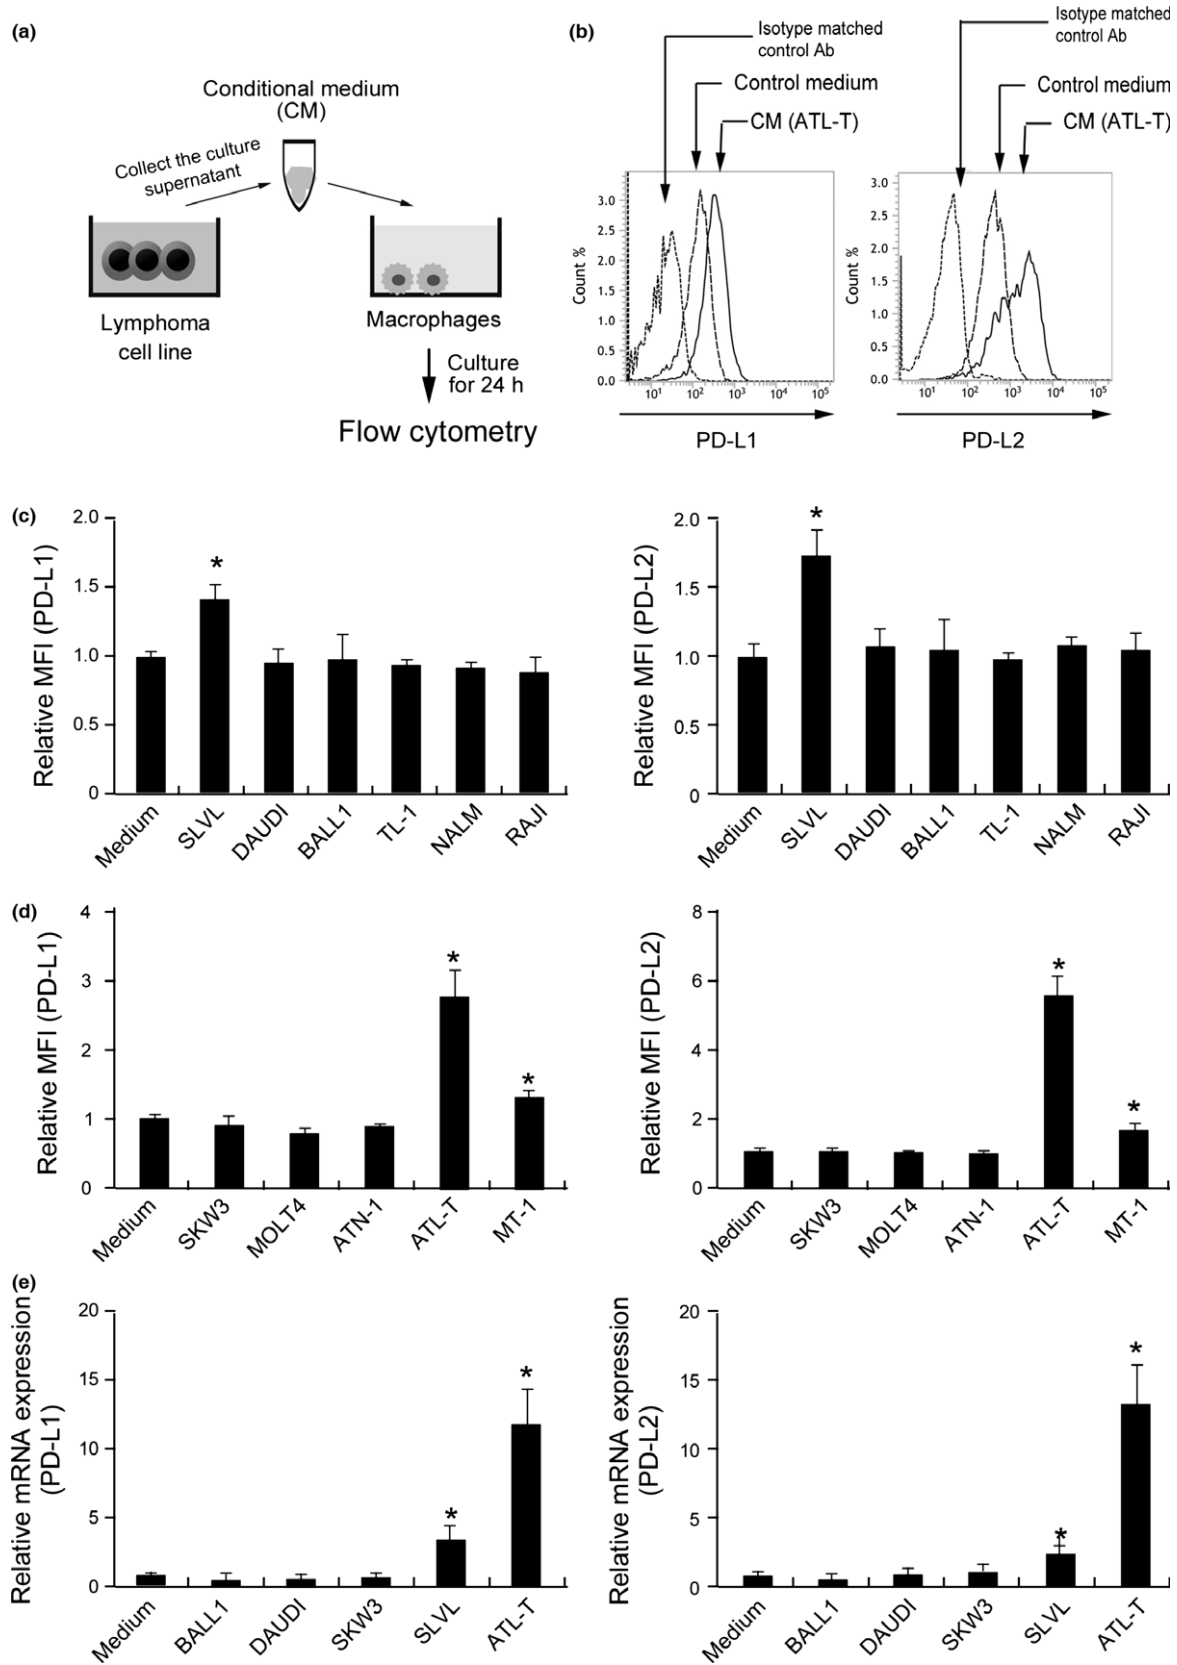 (a)
Conditional medium
(CM)
Collect the culture
supernatant
Lymphoma
cell line
Macrophages
Culture
for 24 h
Flow cytometry
(b)
Isotype matched
control Ab
Control medium
CM (ATL-T)
Count %
3.0
2.5
2.0
1.5
1.0
0.5
0.0
10¹ 10² 10³ 10⁴ 10⁵
PD-L1
Isotype matched
control Ab
Control medium
CM (ATL-T)
Count %
3.0
2.5
2.0
1.5
1.0
0.5
0.0
10¹ 10² 10³ 10⁴ 10⁵
PD-L2
(c)
Relative MFI (PD-L1)
2.0
1.5
1.0
0.5
0
* 
Medium SLVL DAUDI BALL1 TL-1 NALM RAJI
Relative MFI (PD-L2)
2.0
1.5
1.0
0.5
0
*
Medium SLVL DAUDI BALL1 TL-1 NALM RAJI
(d)
Relative MFI (PD-L1)
4
3
2
1
0
* *
Medium SKW3 MOLT4 ATN-1 ATL-T MT-1
Relative MFI (PD-L2)
8
6
4
2
0
* *
Medium SKW3 MOLT4 ATN-1 ATL-T MT-1
(e)
Relative mRNA expression
(PD-L1)
20
15
10
5
0
* *
Medium BALL1 DAUDI SKW3 SLVL ATL-T
Relative mRNA expression
(PD-L2)
20
15
10
5
0
* *
Medium BALL1 DAUDI SKW3 SLVL ATL-T